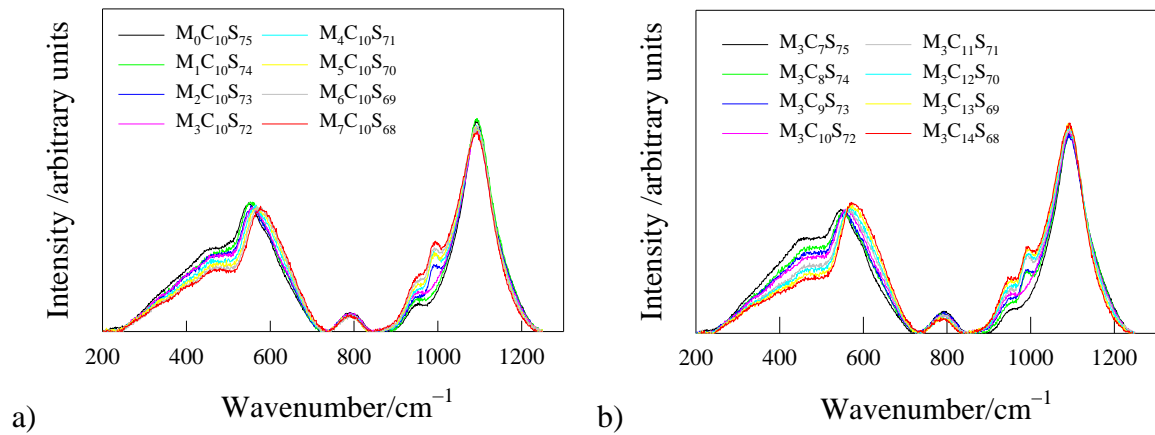 M₀C₁₀S₇₅ M₄C₁₀S₇₁
M₁C₁₀S₇₄ M₅C₁₀S₇₀
M₂C₁₀S₇₃ M₆C₁₀S₆₉
M₃C₁₀S₇₂ M₇C₁₀S₆₈
Intensity /arbitrary units
200 400 600 800 1000 1200
Wavenumber/cm⁻¹
a)
M₃C₇S₇₅ M₃C₁₁S₇₁
M₃C₈S₇₄ M₃C₁₂S₇₀
M₃C₉S₇₃ M₃C₁₃S₆₉
M₃C₁₀S₇₂ M₃C₁₄S₆₈
Intensity /arbitrary units
200 400 600 800 1000 1200
Wavenumber/cm⁻¹
b)